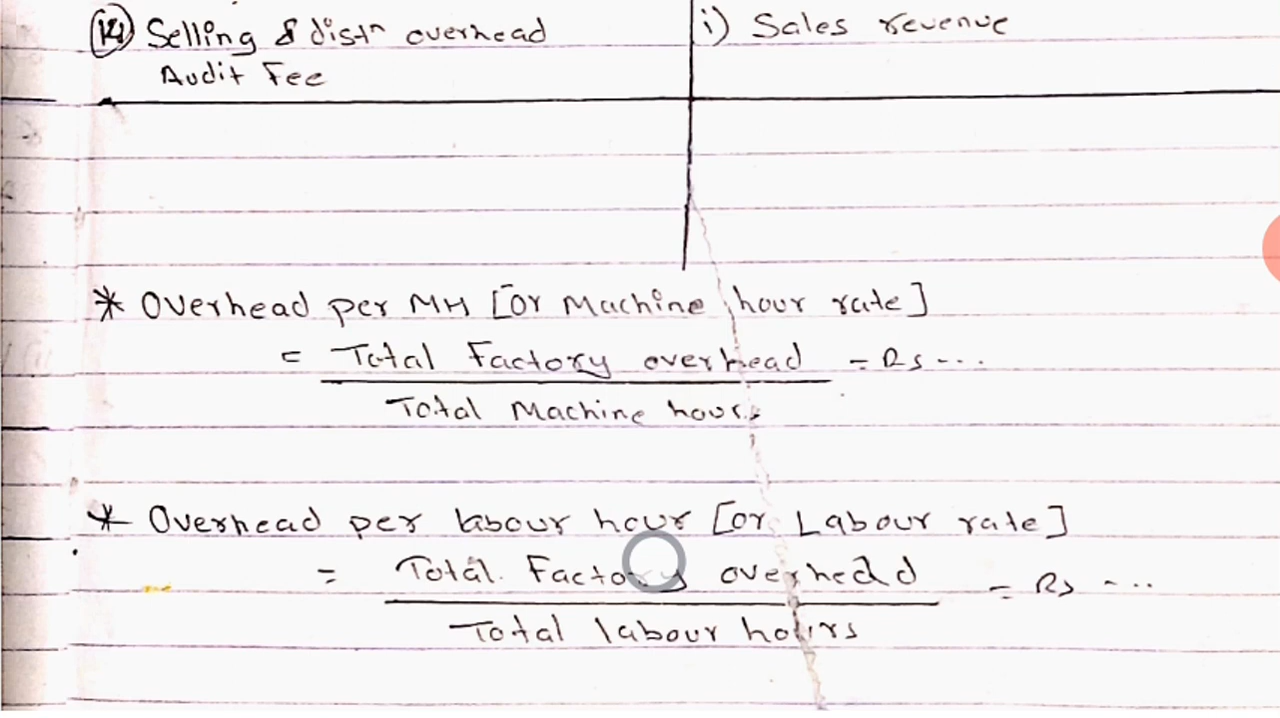 (14) Selling & distⁿ overhead
Audit Fee
i) Sales revenue
* Overhead per MH [or Machine hour rate]
= Total Factory overhead = Rs ---
Total Machine hours
* Overhead per labour hour [or Labour rate]
= Total. Factory overhead = Rs ---
Total labour hours